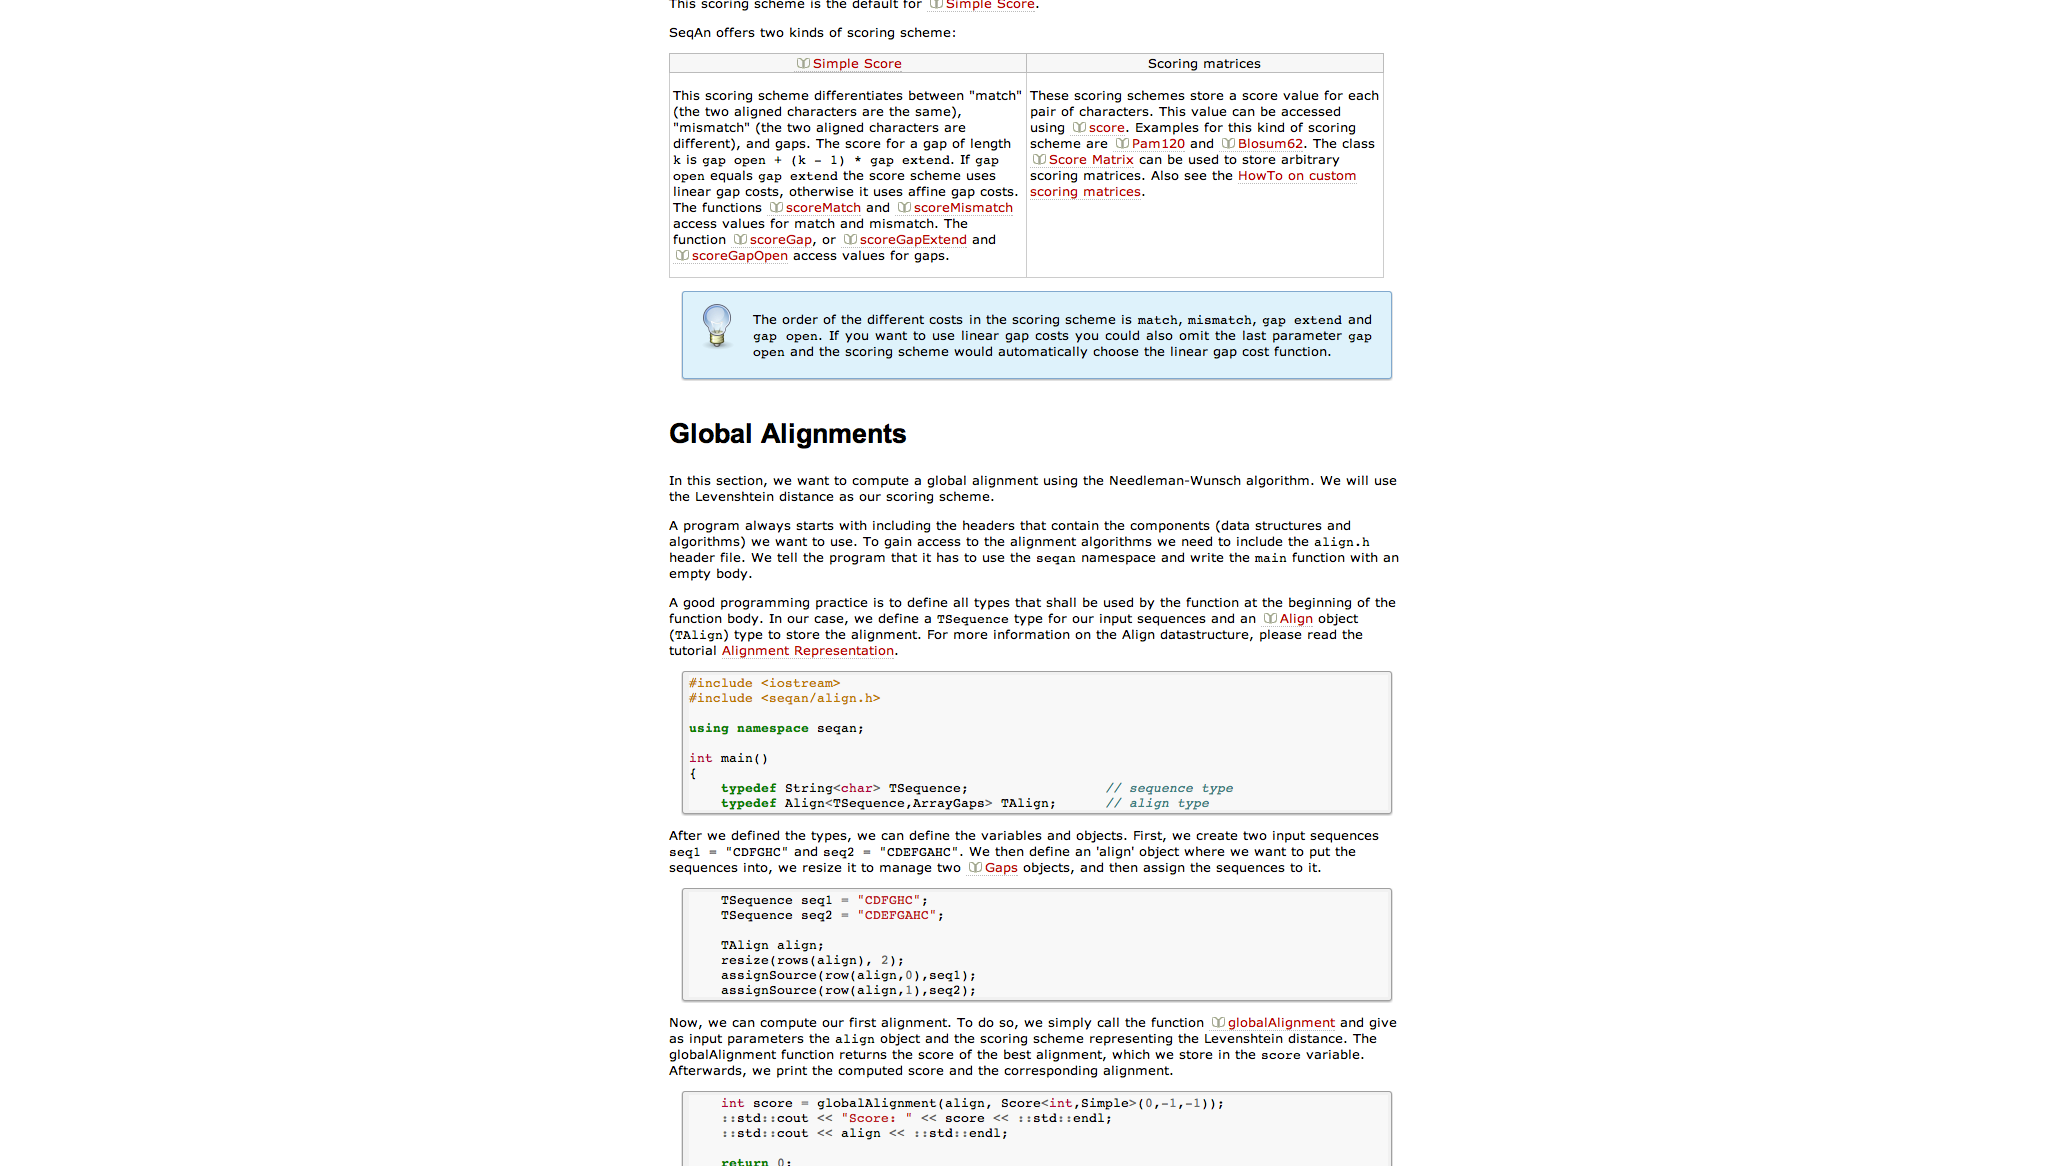 This scoring scheme is the default for Simple Score.
SeqAn offers two kinds of scoring scheme:
Simple Score
Scoring matrices
This scoring scheme differentiates between "match"
(the two aligned characters are the same),
"mismatch" (the two aligned characters are
different), and gaps. The score for a gap of length
k is gap open + (k - 1) * gap extend. If gap
open equals gap extend the score scheme uses
linear gap costs, otherwise it uses affine gap costs.
The functions scoreMatch and scoreMismatch
access values for match and mismatch. The
function scoreGap, or scoreGapExtend and
scoreGapOpen access values for gaps.
These scoring schemes store a score value for each
pair of characters. This value can be accessed
using score. Examples for this kind of scoring
scheme are Pam120 and Blosum62. The class
Score Matrix can be used to store arbitrary
scoring matrices. Also see the HowTo on custom
scoring matrices.
The order of the different costs in the scoring scheme is match, mismatch, gap extend and
gap open. If you want to use linear gap costs you could also omit the last parameter gap
open and the scoring scheme would automatically choose the linear gap cost function.
Global Alignments
In this section, we want to compute a global alignment using the Needleman-Wunsch algorithm. We will use
the Levenshtein distance as our scoring scheme.
A program always starts with including the headers that contain the components (data structures and
algorithms) we want to use. To gain access to the alignment algorithms we need to include the align.h
header file. We tell the program that it has to use the seqan namespace and write the main function with an
empty body.
A good programming practice is to define all types that shall be used by the function at the beginning of the
function body. In our case, we define a TSequence type for our input sequences and an Align object
(TAlign) type to store the alignment. For more information on the Align datastructure, please read the
tutorial Alignment Representation.
#include <iostream>
#include <seqan/align.h>
using namespace seqan;
int main()
{
typedef String<char> TSequence; // sequence type
typedef Align<TSequence,ArrayGaps> TAlign; // align type
After we defined the types, we can define the variables and objects. First, we create two input sequences
seq1 = "CDFGHC" and seq2 = "CDEFGAHC". We then define an 'align' object where we want to put the
sequences into, we resize it to manage two Gaps objects, and then assign the sequences to it.
TSequence seq1 = "CDFGHC";
TSequence seq2 = "CDEFGAHC";
TAlign align;
resize(rows(align), 2);
assignSource(row(align,0),seq1);
assignSource(row(align,1),seq2);
Now, we can compute our first alignment. To do so, we simply call the function globalAlignment and give
as input parameters the align object and the scoring scheme representing the Levenshtein distance. The
globalAlignment function returns the score of the best alignment, which we store in the score variable.
Afterwards, we print the computed score and the corresponding alignment.
int score = globalAlignment(align, Score<int,Simple>(0,-1,-1));
::std::cout << "Score: " << score << ::std::endl;
::std::cout << align << ::std::endl;
return 0;